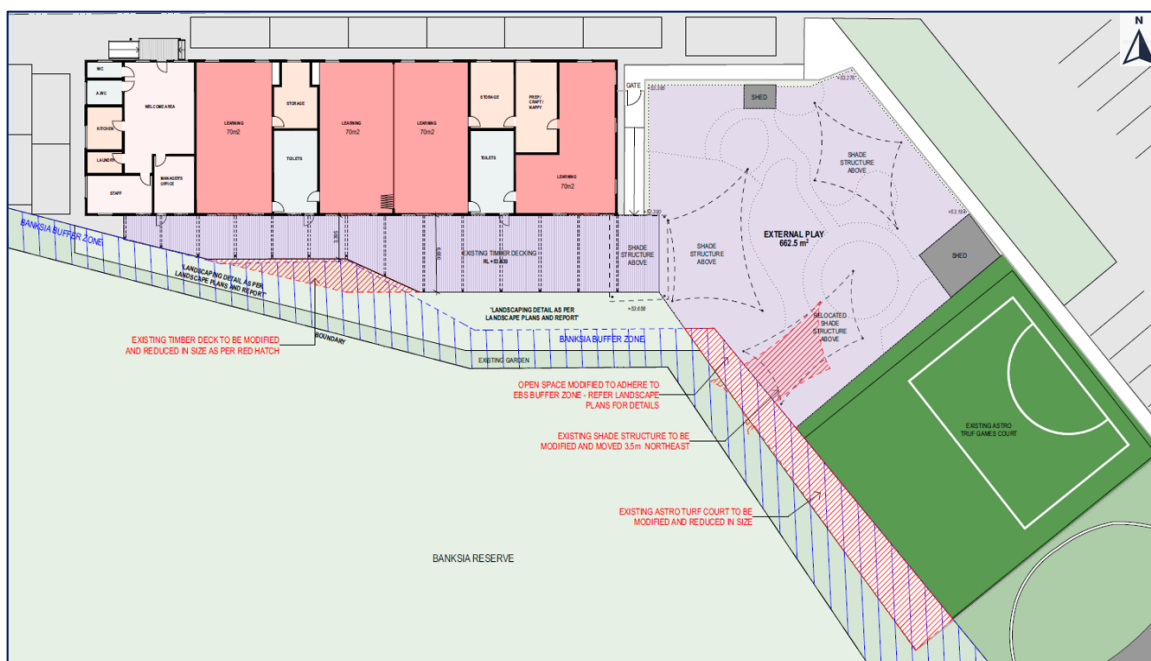 N
WC
A.WC
WELCOME AREA
KITCHEN
LAUNDRY
STAFF
MANAGER'S
OFFICE
LEARNING
70m2
STORAGE
TOILETS
LEARNING
70m2
LEARNING
70m2
STORAGE
TOILETS
PREP/
CRAFT/
NAPPY
LEARNING
70m2
GATE
SHED
SHADE
STRUCTURE
ABOVE
EXTERNAL PLAY
662.5 m²
SHADE
STRUCTURE
ABOVE
SHADE
STRUCTURE
ABOVE
SHED
RELOCATED
SHADE
STRUCTURE
ABOVE
EXISTING TIMBER DECKING
BANKSIA BUFFER ZONE
'LANDSCAPING DETAIL AS PER
LANDSCAPE PLANS AND REPORT'
'LANDSCAPING DETAIL AS PER
LANDSCAPE PLANS AND REPORT'
BOUNDARY
EXISTING TIMBER DECK TO BE MODIFIED
AND REDUCED IN SIZE AS PER RED HATCH
BANKSIA BUFFER ZONE
EXISTING GARDEN
OPEN SPACE MODIFIED TO ADHERE TO
EBS BUFFER ZONE - REFER LANDSCAPE
PLANS FOR DETAILS
EXISTING SHADE STRUCTURE TO BE
MODIFIED AND MOVED 3.5m NORTHEAST
EXISTING ASTRO
TRUF GAMES COURT
EXISTING ASTRO TURF COURT TO BE
MODIFIED AND REDUCED IN SIZE
BANKSIA RESERVE